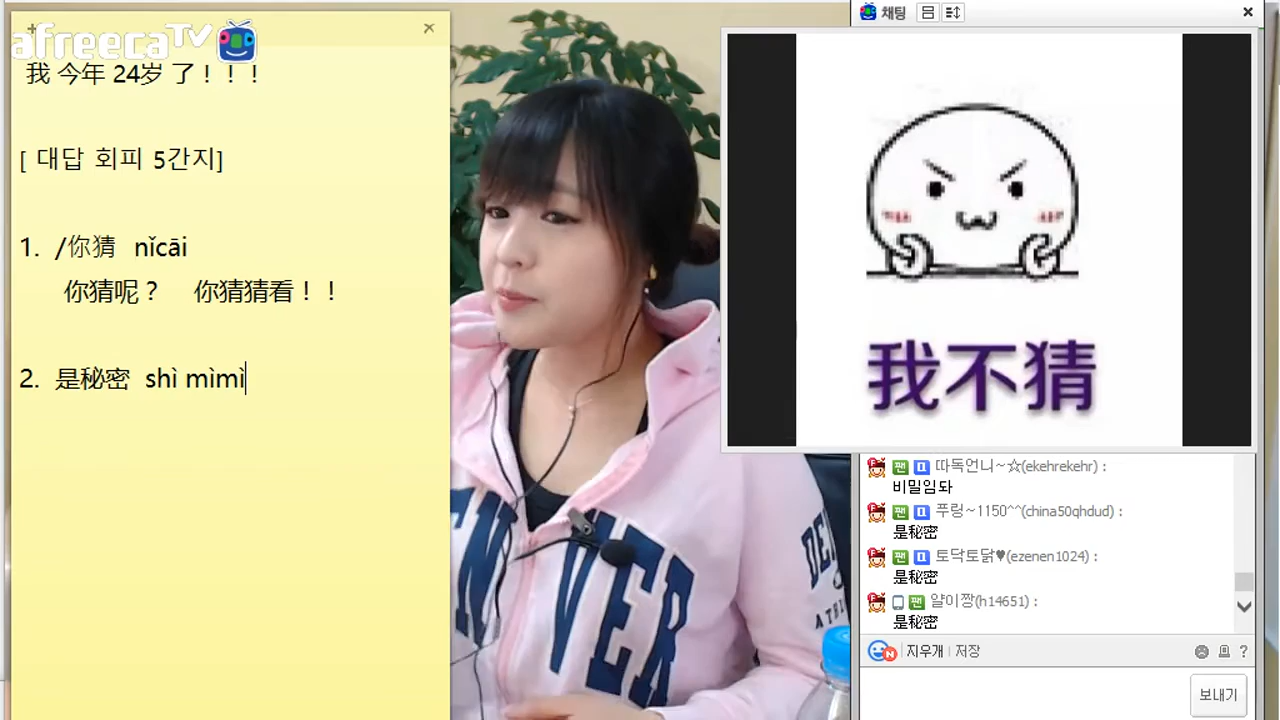 afreecaTV
我 今年 24岁 了！！！
[ 대답 회피 5간지]
1. /你猜 nǐcāi
你猜呢？ 你猜猜看！！
2. 是秘密 shì mìmì
채팅
我不猜
따독언니~☆(ekehrekehr) :
비밀임돠
푸링~1150^^(china50qhdud) :
是秘密
토닥토닭♥(ezenen1024) :
是秘密
얄이짱(h14651) :
是秘密
지우개 저장
보내기
DENVER